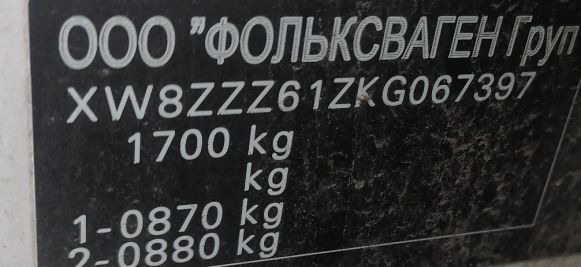 ООО "ФОЛЬКСВАГЕН Груп
XW8ZZZ61ZKG067397
1700 kg
kg
1-0870 kg
2-0880 kg